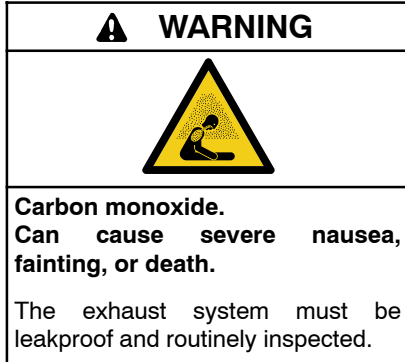 WARNING
Carbon monoxide.
Can cause severe nausea,
fainting, or death.
The exhaust system must be
leakproof and routinely inspected.